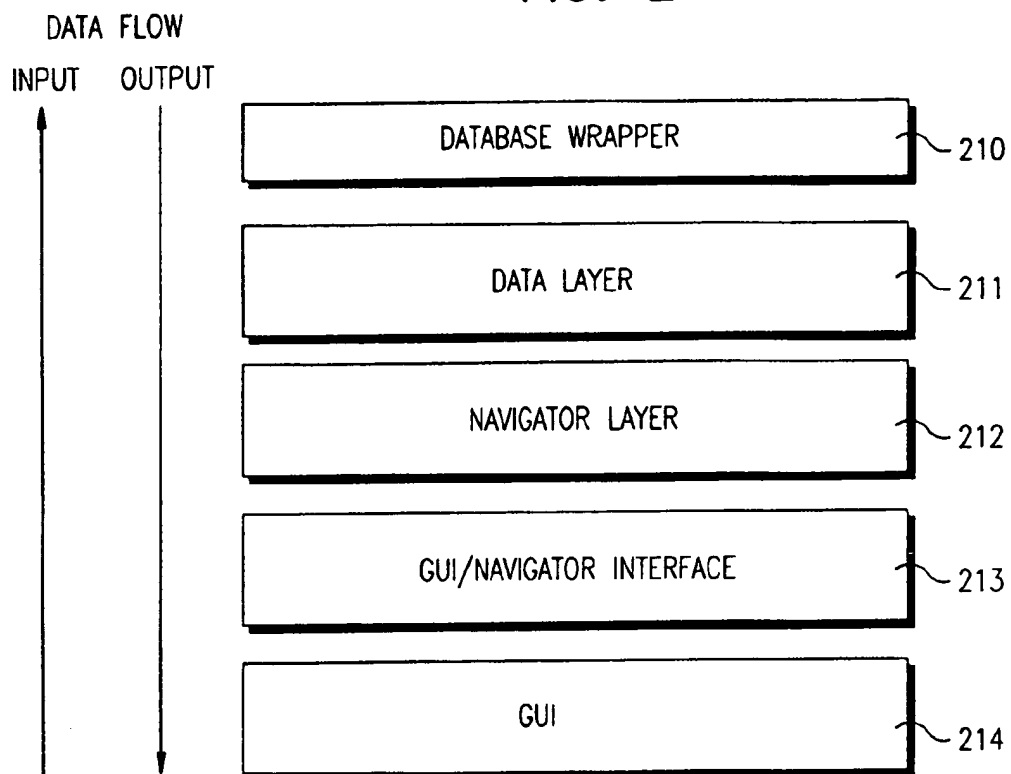 DATA FLOW
INPUT OUTPUT
DATABASE WRAPPER
210
DATA LAYER
211
NAVIGATOR LAYER
212
GUI/NAVIGATOR INTERFACE
213
GUI
214